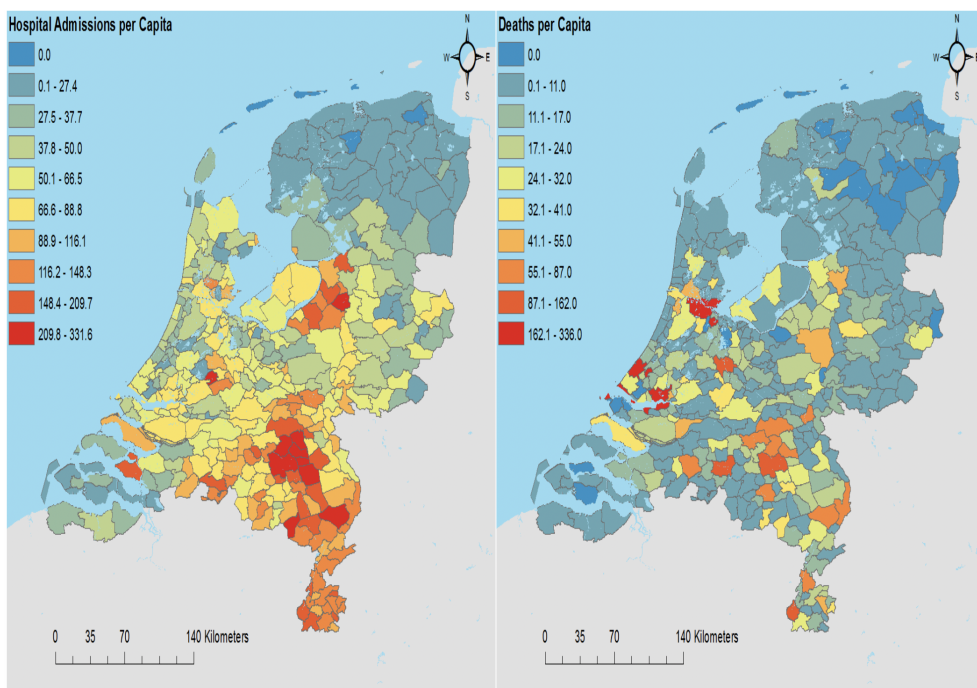 Hospital Admissions per Capita
0.0
0.1 - 27.4
27.5 - 37.7
37.8 - 50.0
50.1 - 66.5
66.6 - 88.8
88.9 - 116.1
116.2 - 148.3
148.4 - 209.7
209.8 - 331.6
N
W E
S
0 35 70 140 Kilometers
Deaths per Capita
0.0
0.1 - 11.0
11.1 - 17.0
17.1 - 24.0
24.1 - 32.0
32.1 - 41.0
41.1 - 55.0
55.1 - 87.0
87.1 - 162.0
162.1 - 336.0
N
W E
S
0 35 70 140 Kilometers